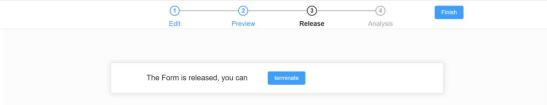 1 2 3 4
Edit Preview Release Analysis Finish
The Form is released, you can terminate